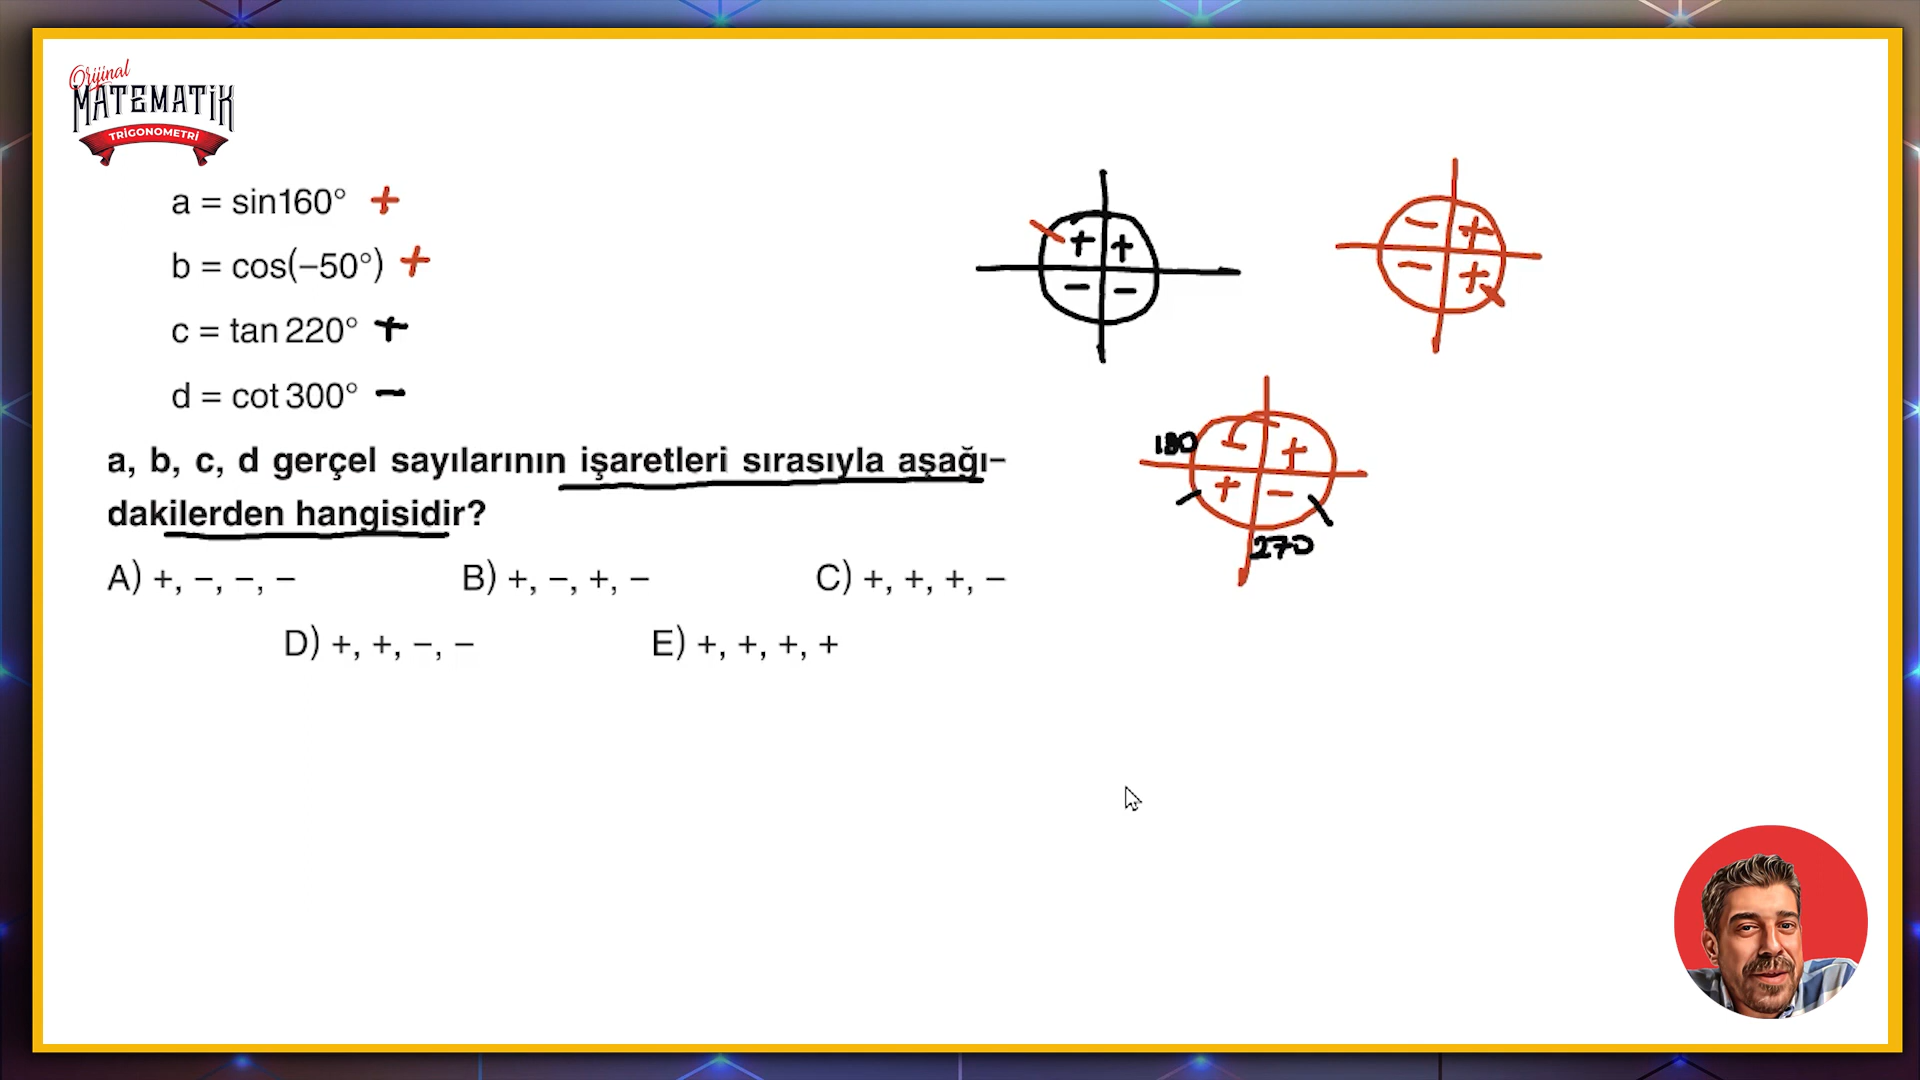 Orijinal
MATEMATİK
TRİGONOMETRİ
a = sin160° +
b = cos(−50°) +
c = tan 220° +
d = cot 300° −
a, b, c, d gerçel sayılarının işaretleri sırasıyla aşağı-
dakilerden hangisidir?
A) +, −, −, − B) +, −, +, − C) +, +, +, −
D) +, +, −, − E) +, +, +, +
+ +
− −
− +
− +
180
− +
+ −
270